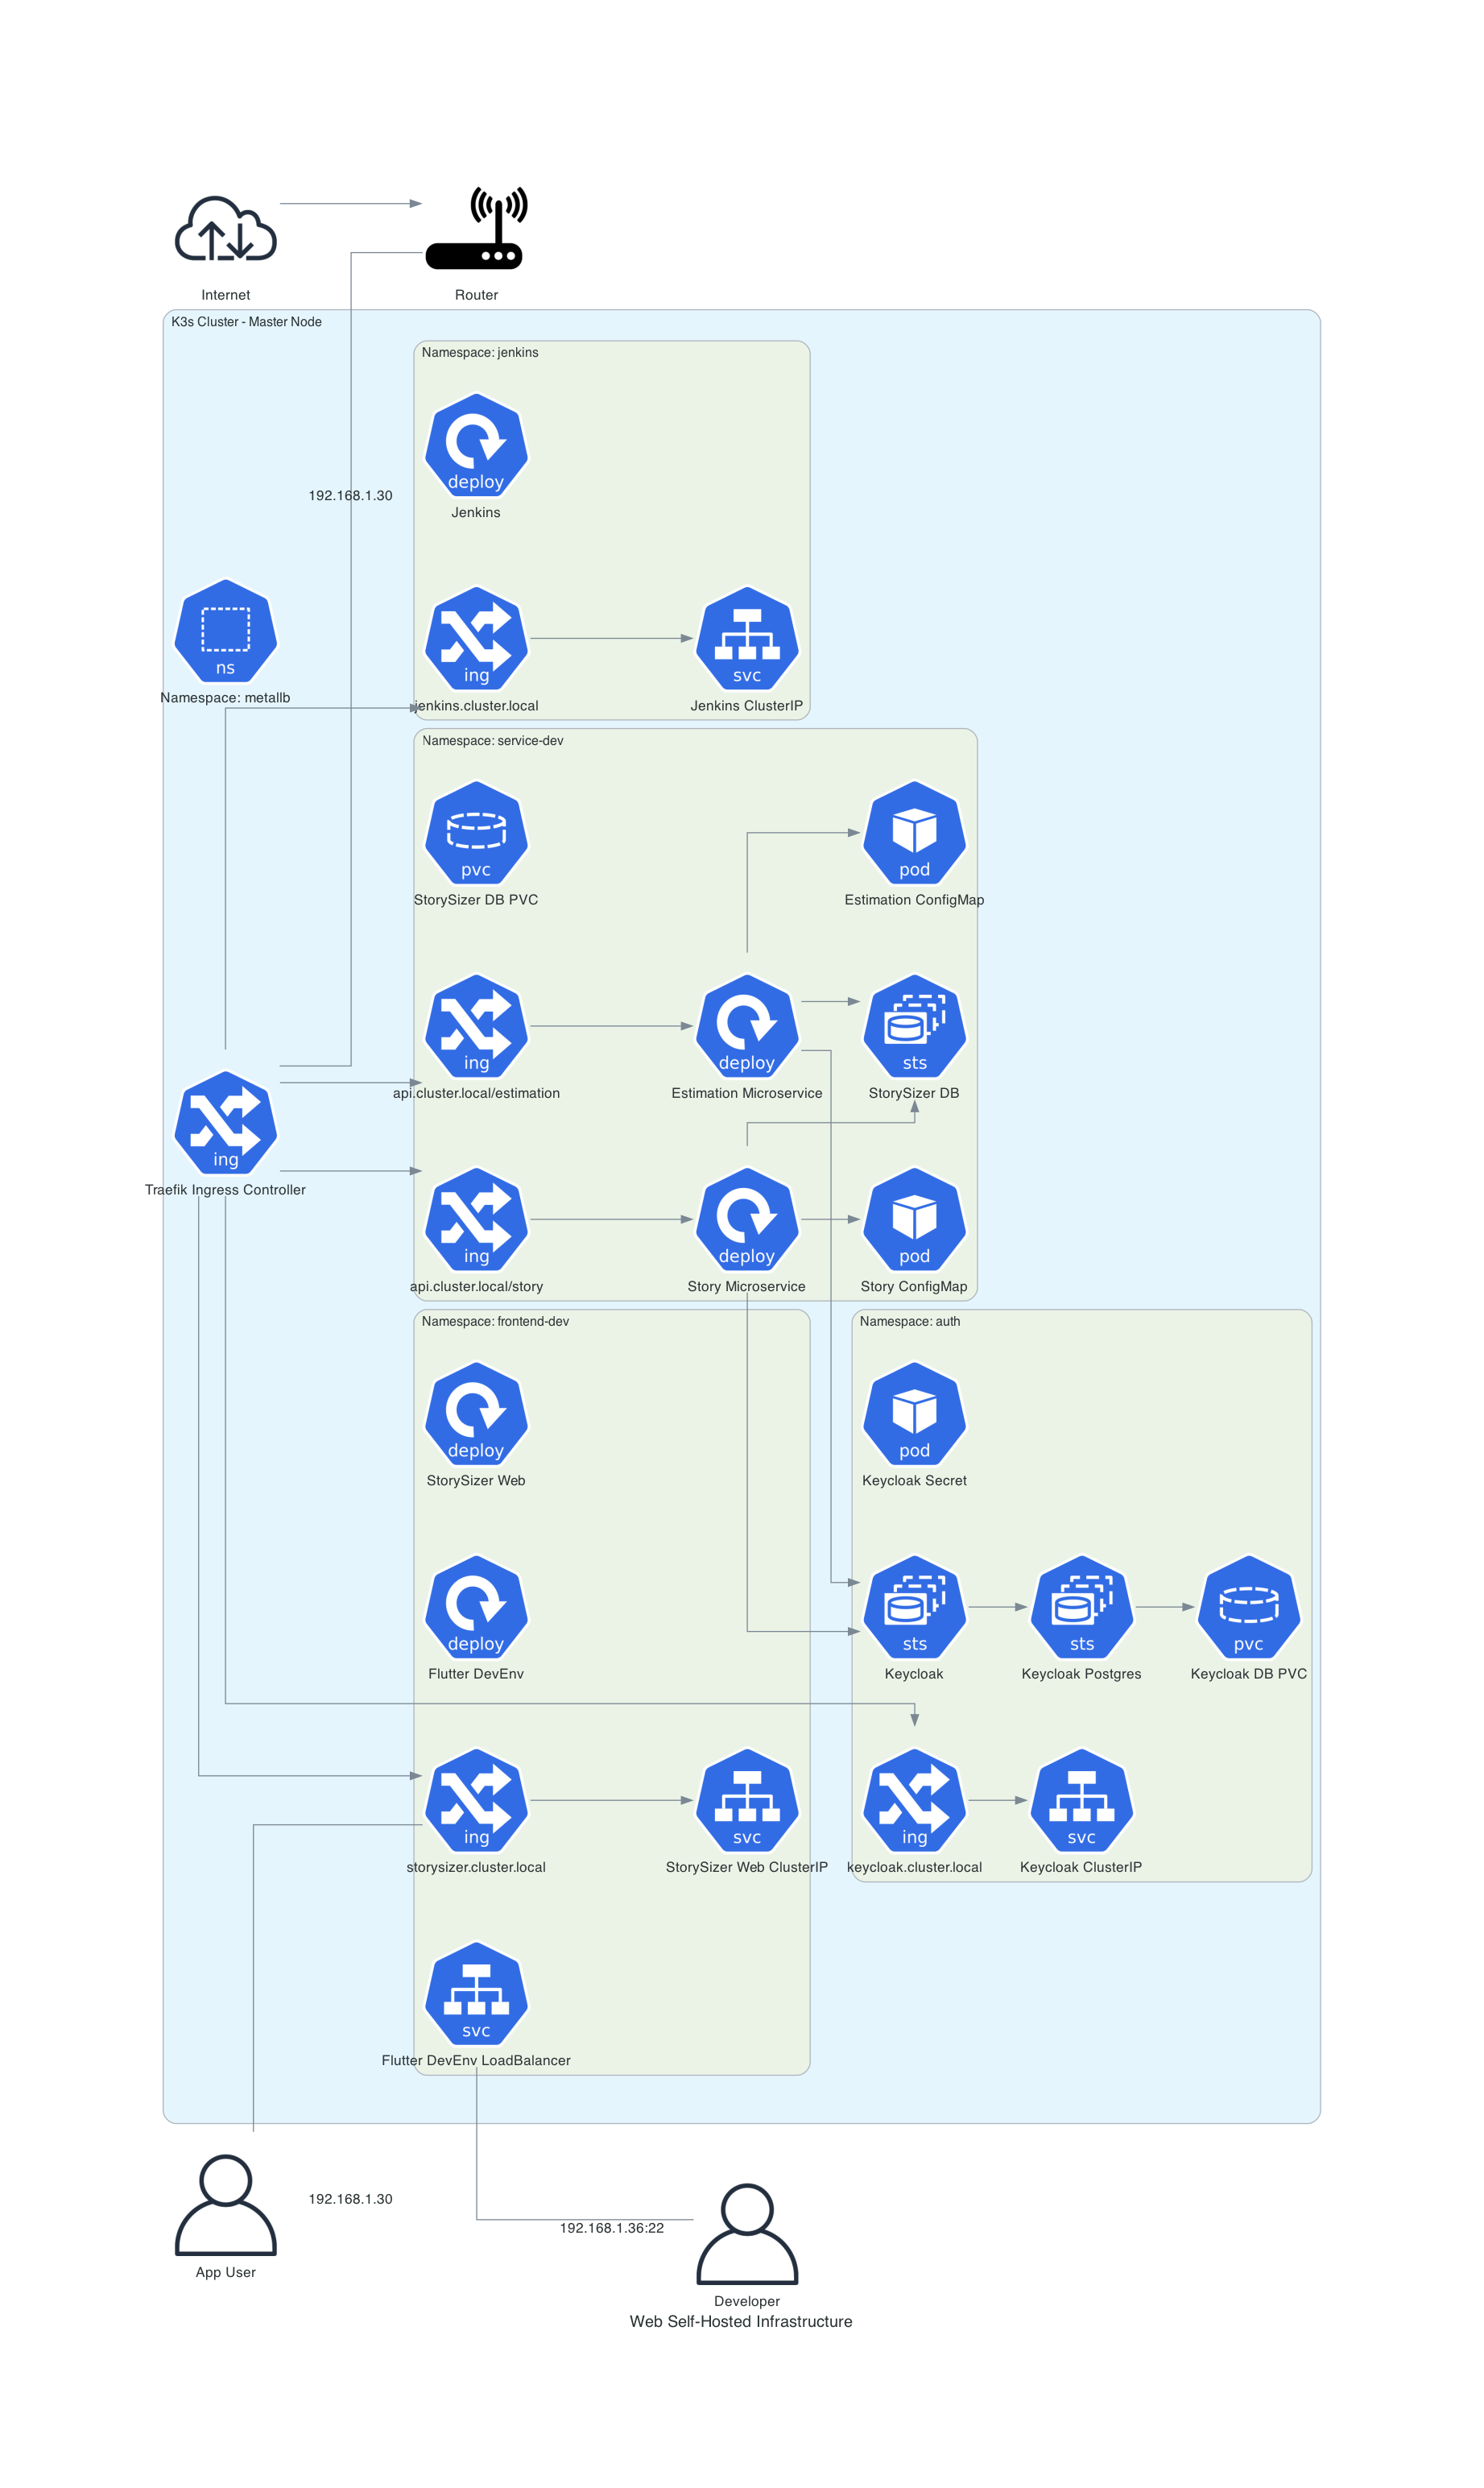 Internet
Router
K3s Cluster - Master Node
Namespace: jenkins
deploy
Jenkins
192.168.1.30
ns
Namespace: metallb
ing
jenkins.cluster.local
svc
Jenkins ClusterIP
Namespace: service-dev
pvc
StorySizer DB PVC
pod
Estimation ConfigMap
ing
api.cluster.local/estimation
deploy
Estimation Microservice
sts
StorySizer DB
ing
Traefik Ingress Controller
ing
api.cluster.local/story
deploy
Story Microservice
pod
Story ConfigMap
Namespace: frontend-dev
Namespace: auth
deploy
StorySizer Web
pod
Keycloak Secret
deploy
Flutter DevEnv
sts
Keycloak
sts
Keycloak Postgres
pvc
Keycloak DB PVC
ing
storysizer.cluster.local
svc
StorySizer Web ClusterIP
ing
keycloak.cluster.local
svc
Keycloak ClusterIP
svc
Flutter DevEnv LoadBalancer
192.168.1.30
192.168.1.36:22
App User
Developer
Web Self-Hosted Infrastructure